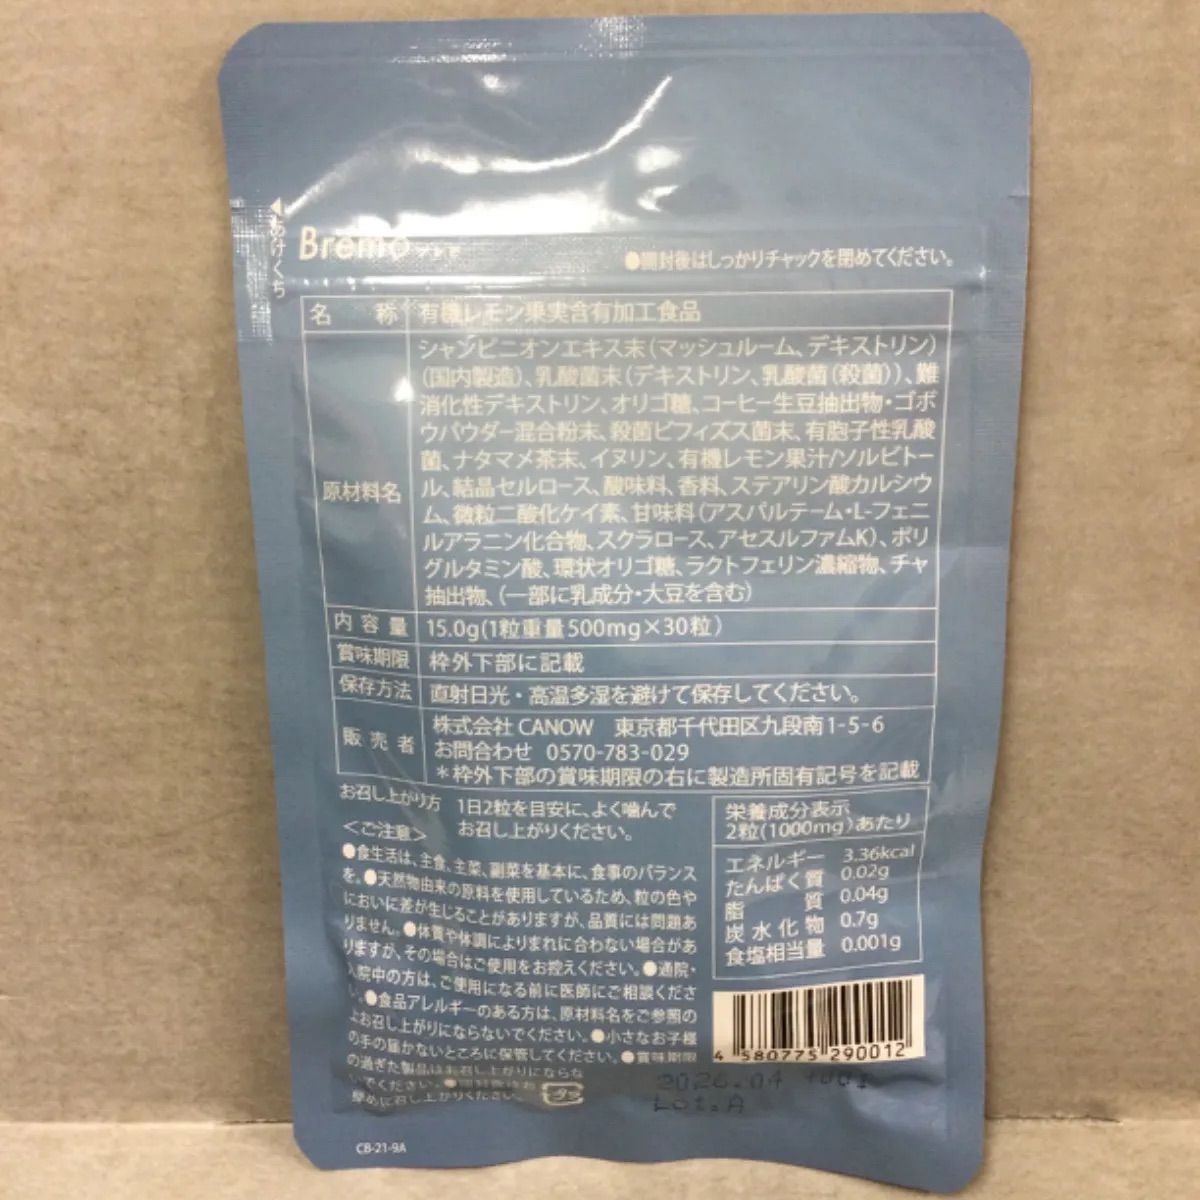 ◀あけくち
Bremo ブレモ
●開封後はしっかりチャックを閉めてください。
名称 有機レモン果実含有加工食品
原材料名
シャンピニオンエキス末(マッシュルーム、デキストリン)
(国内製造)、乳酸菌末(デキストリン、乳酸菌(殺菌))、難
消化性デキストリン、オリゴ糖、コーヒー生豆抽出物・ゴボ
ウパウダー混合粉末、殺菌ビフィズス菌末、有胞子性乳酸
菌、ナタマメ茶末、イヌリン、有機レモン果汁/ソルビトー
ル、結晶セルロース、酸味料、香料、ステアリン酸カルシウ
ム、微粒二酸化ケイ素、甘味料(アスパルテーム・L-フェニ
ルアラニン化合物、スクラロース、アセスルファムK)、ポリ
グルタミン酸、環状オリゴ糖、ラクトフェリン濃縮物、チャ
抽出物、(一部に乳成分・大豆を含む)
内容量 15.0g(1粒重量500mg×30粒)
賞味期限 枠外下部に記載
保存方法 直射日光・高温多湿を避けて保存してください。
販売者
株式会社 CANOW 東京都千代田区九段南1-5-6
お問合わせ 0570-783-029
*枠外下部の賞味期限の右に製造所固有記号を記載
お召し上がり方 1日2粒を目安に、よく噛んで
お召し上がりください。
<ご注意>
●食生活は、主食、主菜、副菜を基本に、食事のバランス
を。●天然物由来の原料を使用しているため、粒の色や
においに差が生じることがありますが、品質には問題あ
りません。●体質や体調によりまれに合わない場合があ
りますが、その場合はご使用をお控えください。●通院・
入院中の方は、ご使用になる前に医師にご相談くださ
●食品アレルギーのある方は、原材料名をご参照の
上お召し上がりにならないでください。●小さなお子様
の手の届かないところに保管してください。●賞味期限
の過ぎた製品はお召し上がりにならな
いでください。●開封後はお
早めに召し上がりください。
プラ
栄養成分表示
2粒(1000mg)あたり
エネルギー 3.36kcal
たんぱく質 0.02g
脂質 0.04g
炭水化物 0.7g
食塩相当量 0.001g
4 580775 290012
2026.04 +001
Lot.A
CB-21-9A